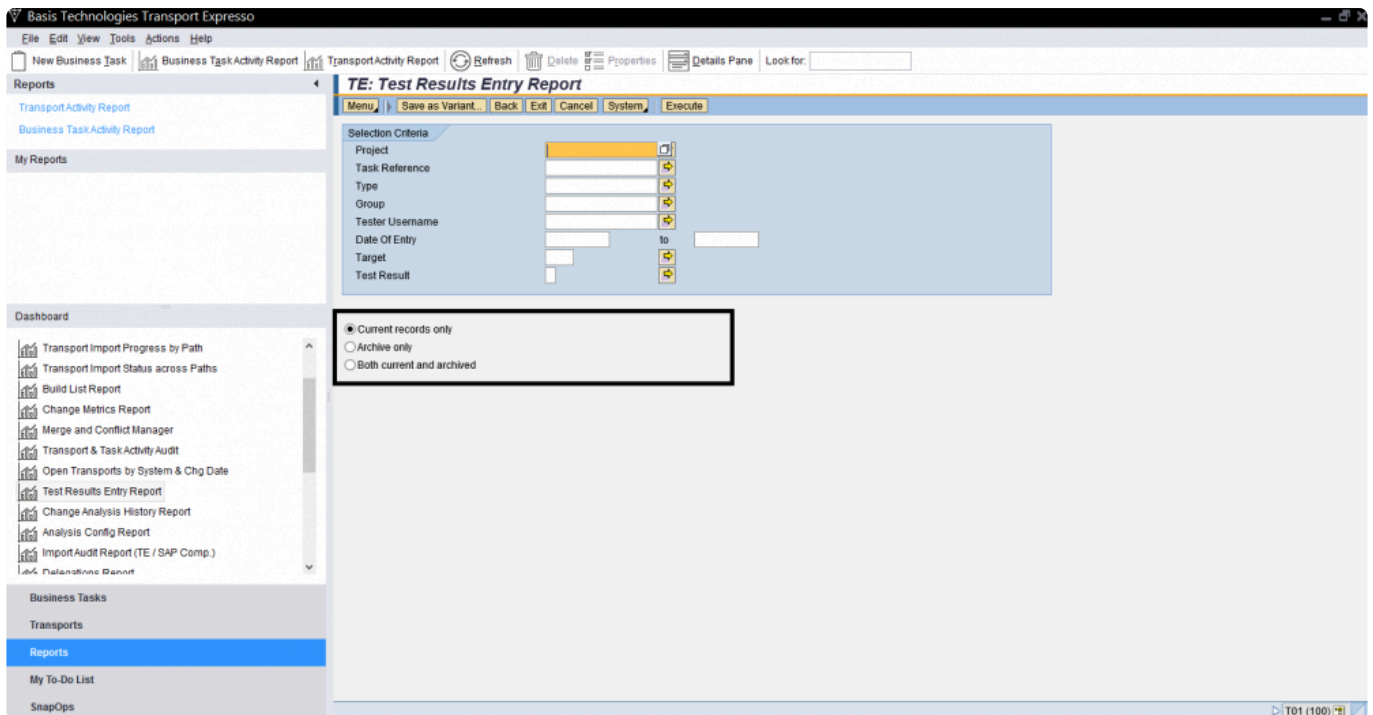 Basis Technologies Transport Expresso
File Edit View Tools Actions Help
New Business Task Business Task Activity Report Transport Activity Report Refresh Delete Properties Details Pane Look for:
Reports
Transport Activity Report
Business Task Activity Report
My Reports
Dashboard
Transport Import Progress by Path
Transport Import Status across Paths
Build List Report
Change Metrics Report
Merge and Conflict Manager
Transport & Task Activity Audit
Open Transports by System & Chg Date
Test Results Entry Report
Change Analysis History Report
Analysis Config Report
Import Audit Report (TE / SAP Comp.)
Delegations Report
Business Tasks
Transports
Reports
My To-Do List
SnapOps
TE: Test Results Entry Report
Menu Save as Variant... Back Exit Cancel System Execute
Selection Criteria
Project
Task Reference
Type
Group
Tester Username
Date Of Entry to
Target
Test Result
Current records only
Archive only
Both current and archived
T01 (100)